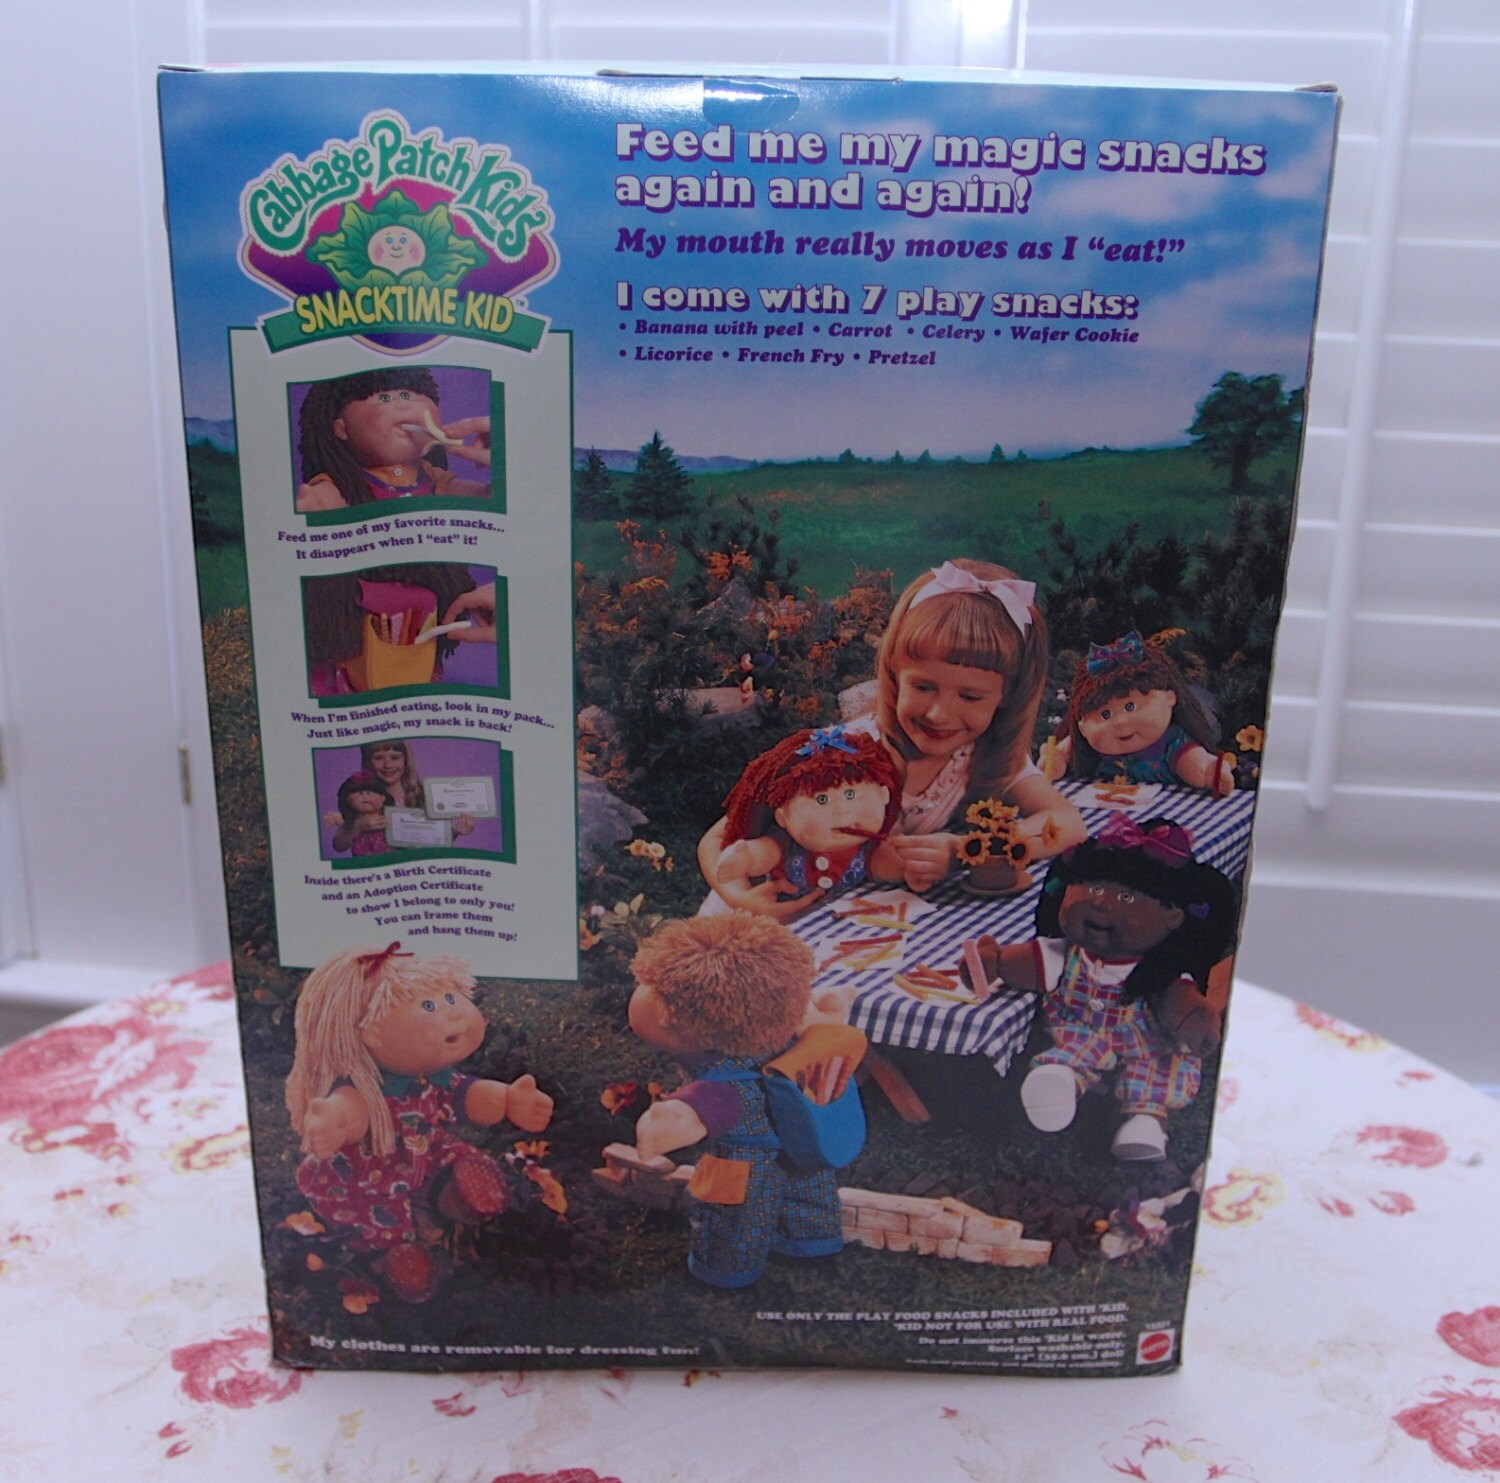 Cabbage Patch Kids
SNACKTIME KID™
Feed me my magic snacks
again and again!
My mouth really moves as I “eat!”
I come with 7 play snacks:
• Banana with peel • Carrot • Celery • Wafer Cookie
• Licorice • French Fry • Pretzel
Feed me one of my favorite snacks...
It disappears when I “eat” it!
When I'm finished eating, look in my pack...
Just like magic, my snack is back!
Inside there's a Birth Certificate
and an Adoption Certificate
to show I belong to only you!
You can frame them
and hang them up!
My clothes are removable for dressing fun!
USE ONLY THE PLAY FOOD SNACKS INCLUDED WITH 'KID.
'KID NOT FOR USE WITH REAL FOOD.
Do not immerse this 'Kid in water.
Surface washable only.
14" (35.6 cm.) doll